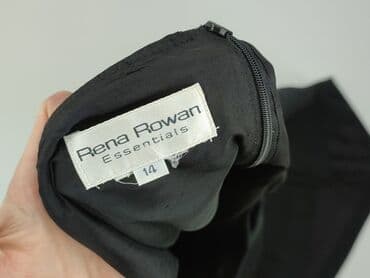 Rena Rowan
Essentials
14